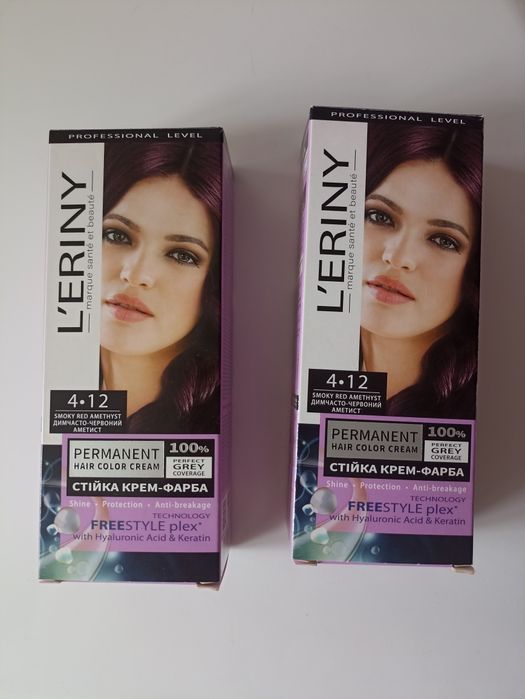 PROFESSIONAL LEVEL
L'ERINY
marque santé et beauté
4•12
SMOKY RED AMETHYST
ДИМЧАСТО-ЧЕРВОНИЙ
АМЕТИСТ
PERMANENT
HAIR COLOR CREAM
100%
PERFECT
GREY
COVERAGE
СТІЙКА КРЕМ-ФАРБА
Shine • Protection • Anti-breakage
TECHNOLOGY
FREESTYLE plex*
with Hyaluronic Acid & Keratin
PROFESSIONAL LEVEL
L'ERINY
marque santé et beauté
4•12
SMOKY RED AMETHYST
ДИМЧАСТО-ЧЕРВОНИЙ
АМЕТИСТ
PERMANENT
HAIR COLOR CREAM
100%
PERFECT
GREY
COVERAGE
СТІЙКА КРЕМ-ФАРБА
Shine • Protection • Anti-breakage
TECHNOLOGY
FREESTYLE plex*
with Hyaluronic Acid & Keratin